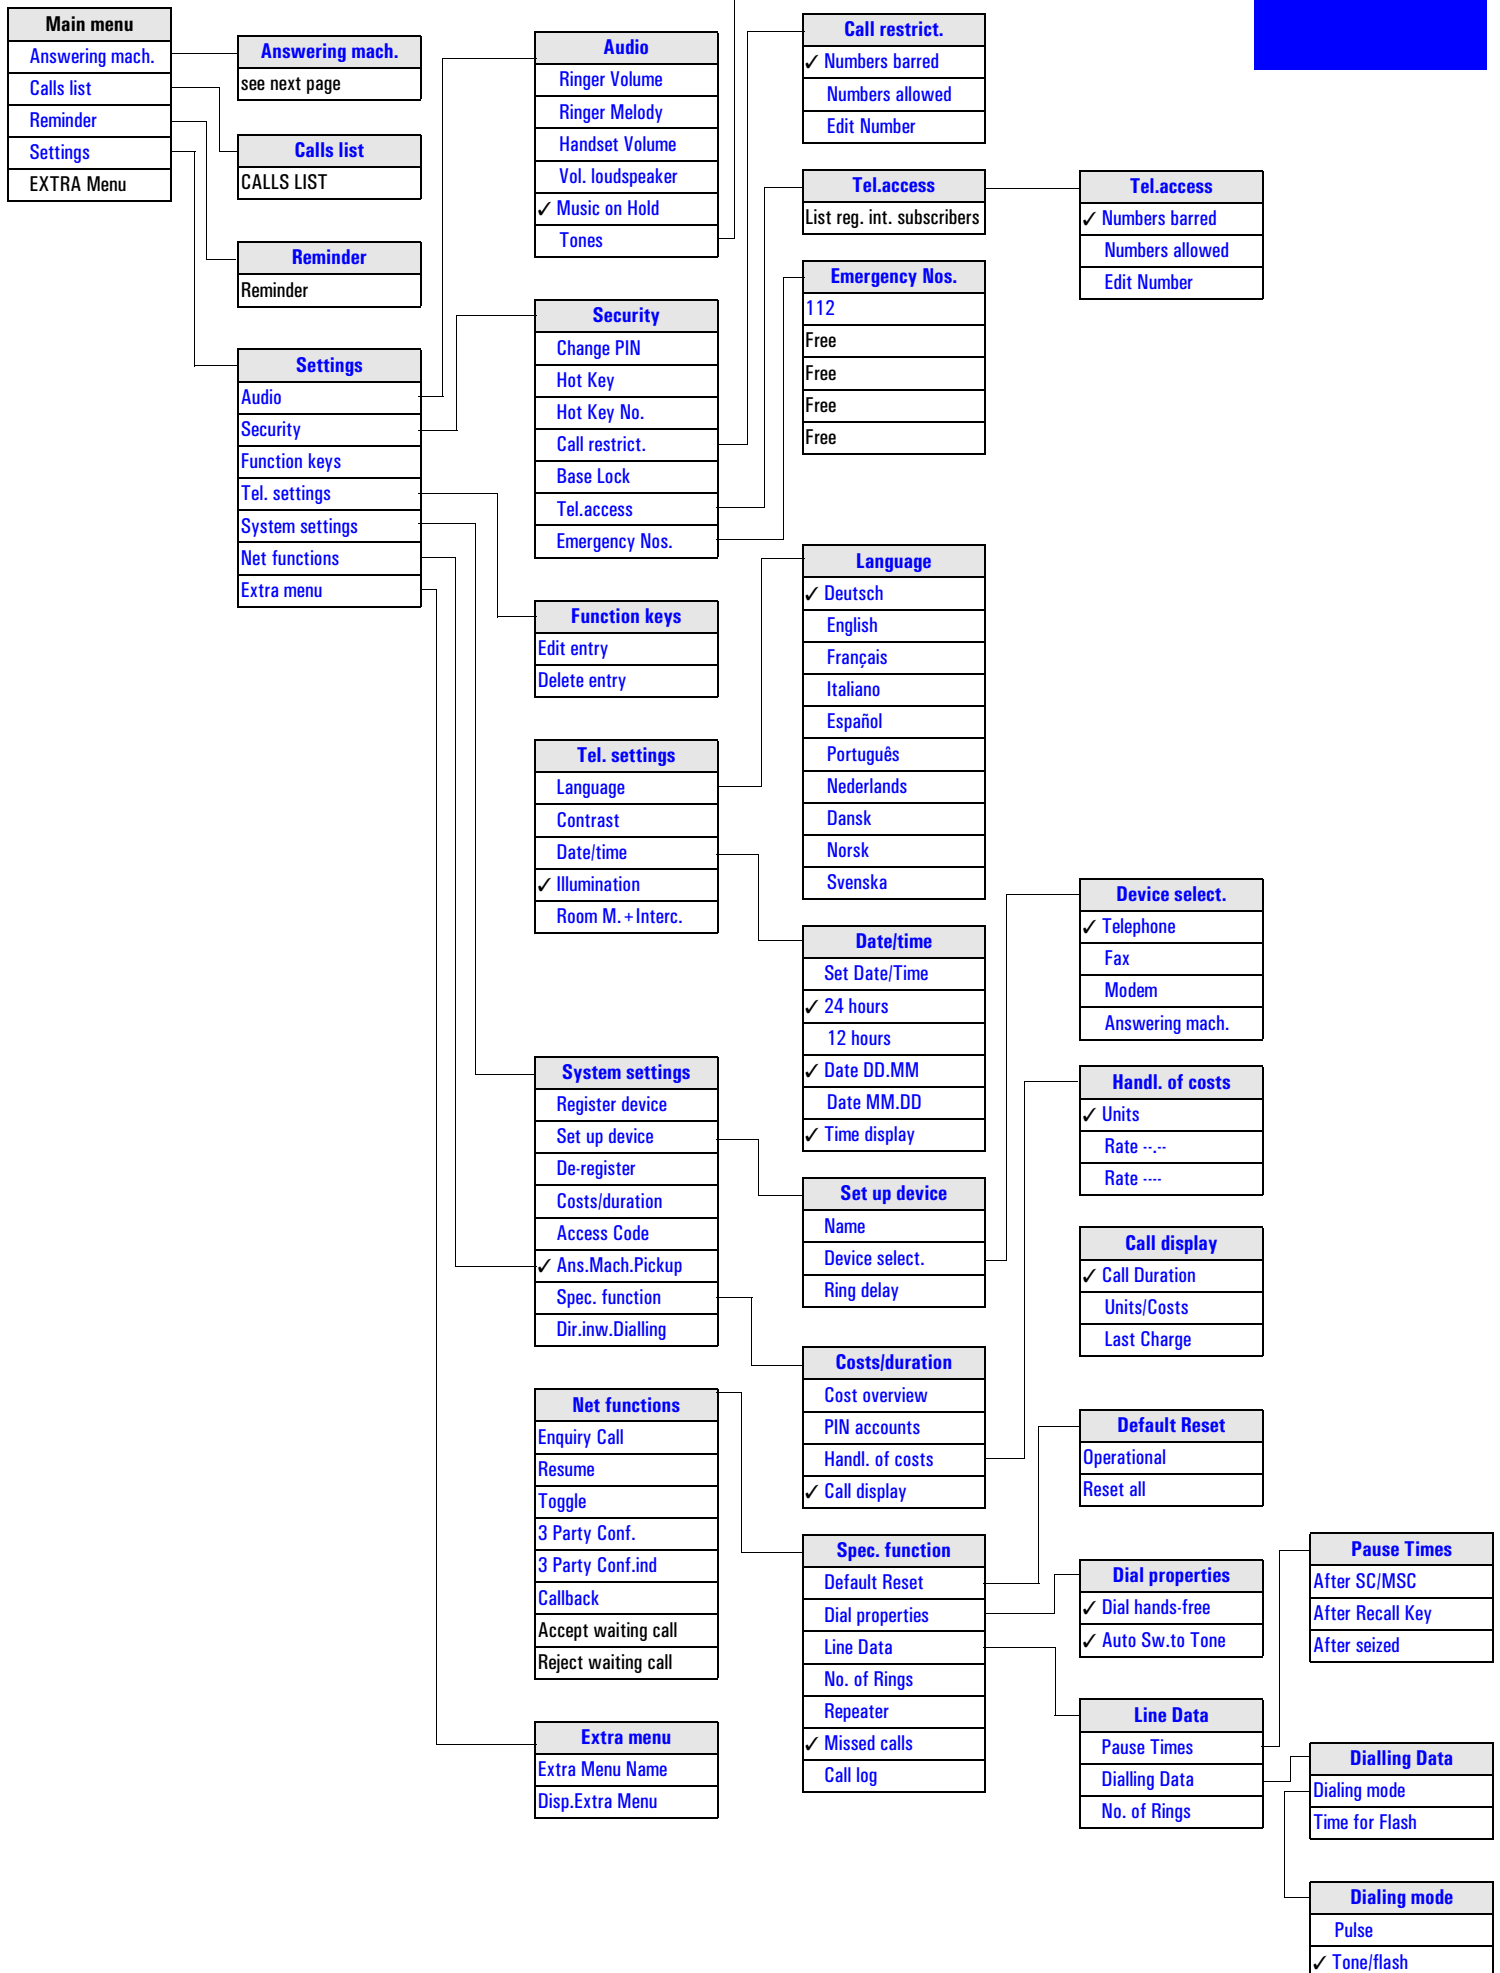 Main menu
Answering mach.
Calls list
Reminder
Settings
EXTRA Menu
Answering mach.
see next page
Calls list
CALLS LIST
Reminder
Reminder
Settings
Audio
Security
Function keys
Tel. settings
System settings
Net functions
Extra menu
Audio
Ringer Volume
Ringer Melody
Handset Volume
Vol. loudspeaker
✓ Music on Hold
Tones
Security
Change PIN
Hot Key
Hot Key No.
Call restrict.
Base Lock
Tel.access
Emergency Nos.
Function keys
Edit entry
Delete entry
Tel. settings
Language
Contrast
Date/time
✓ Illumination
Room M.+Interc.
System settings
Register device
Set up device
De-register
Costs/duration
Access Code
✓ Ans.Mach.Pickup
Spec. function
Dir.inw.Dialling
Net functions
Enquiry Call
Resume
Toggle
3 Party Conf.
3 Party Conf.ind
Callback
Accept waiting call
Reject waiting call
Extra menu
Extra Menu Name
Disp.Extra Menu
Call restrict.
✓ Numbers barred
Numbers allowed
Edit Number
Tel.access
List reg. int. subscribers
Emergency Nos.
112
Free
Free
Free
Free
Language
✓ Deutsch
English
Français
Italiano
Español
Português
Nederlands
Dansk
Norsk
Svenska
Date/time
Set Date/Time
✓ 24 hours
12 hours
✓ Date DD.MM
Date MM.DD
✓ Time display
Set up device
Name
Device select.
Ring delay
Costs/duration
Cost overview
PIN accounts
Handl. of costs
✓ Call display
Spec. function
Default Reset
Dial properties
Line Data
No. of Rings
Repeater
✓ Missed calls
Call log
Tel.access
✓ Numbers barred
Numbers allowed
Edit Number
Device select.
✓ Telephone
Fax
Modem
Answering mach.
Handl. of costs
✓ Units
Rate --.--
Rate ----
Call display
✓ Call Duration
Units/Costs
Last Charge
Default Reset
Operational
Reset all
Dial properties
✓ Dial hands-free
✓ Auto Sw.to Tone
Line Data
Pause Times
Dialling Data
No. of Rings
Pause Times
After SC/MSC
After Recall Key
After seized
Dialling Data
Dialing mode
Time for Flash
Dialing mode
Pulse
✓ Tone/flash